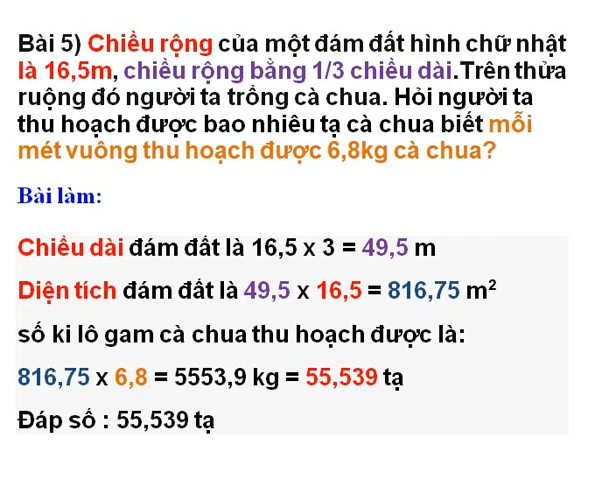 Bài 5) Chiều rộng của một đám đất hình chữ nhật
là 16,5m, chiều rộng bằng 1/3 chiều dài.Trên thửa
ruộng đó người ta trồng cà chua. Hỏi người ta
thu hoạch được bao nhiêu tạ cà chua biết mỗi
mét vuông thu hoạch được 6,8kg cà chua?
Bài làm:
Chiều dài đám đất là 16,5 x 3 = 49,5 m
Diện tích đám đất là 49,5 x 16,5 = 816,75 m²
số ki lô gam cà chua thu hoạch được là:
816,75 x 6,8 = 5553,9 kg = 55,539 tạ
Đáp số : 55,539 tạ